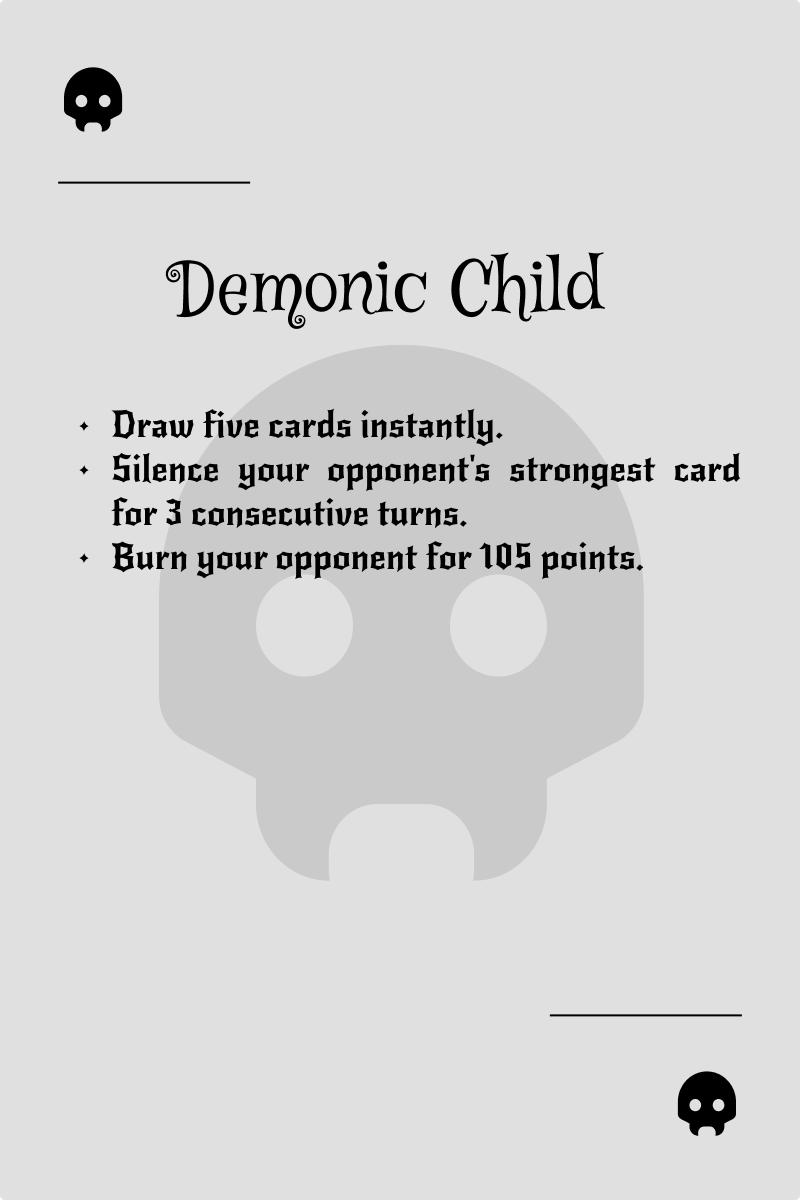 Demonic Child
Draw five cards instantly.
Silence your opponent's strongest card
for 3 consecutive turns.
Burn your opponent for 105 points.